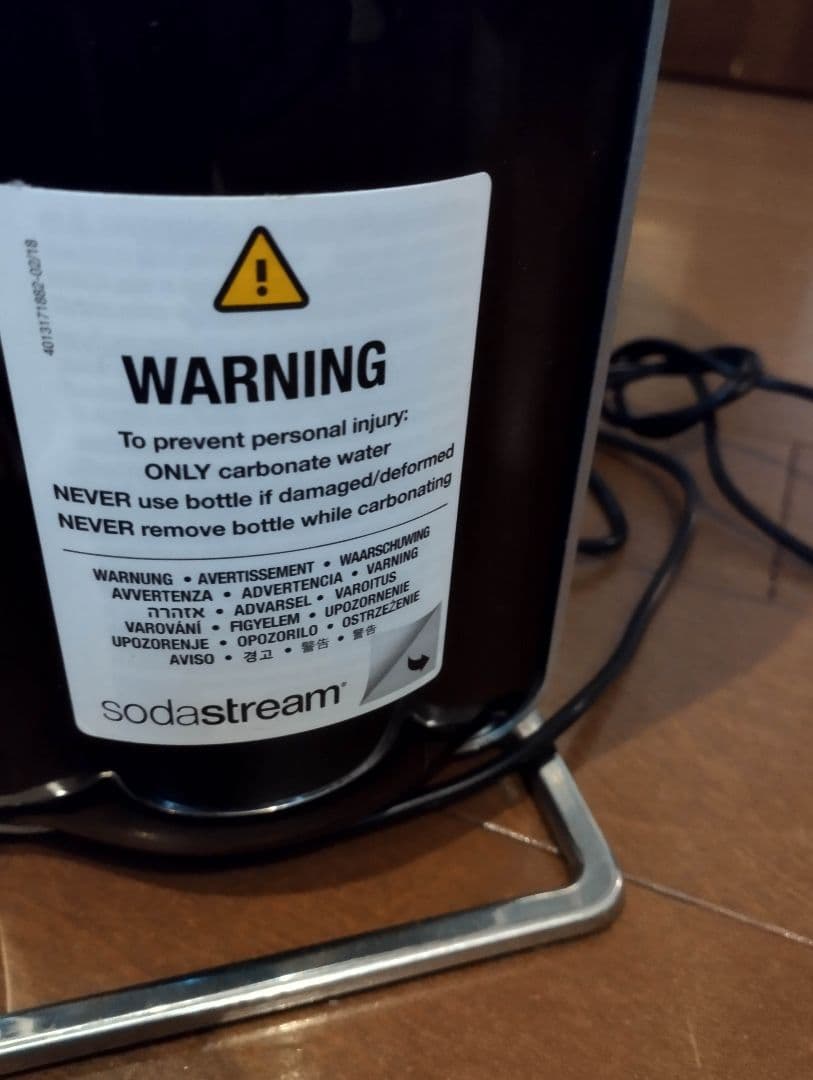 4013171882-02/18
WARNING
To prevent personal injury:
ONLY carbonate water
NEVER use bottle if damaged/deformed
NEVER remove bottle while carbonating
WARNUNG • AVERTISSEMENT • WAARSCHUWING
AVVERTENZA • ADVERTENCIA • VARNING
אזהרה • ADVARSEL • VAROITUS
VAROVÁNÍ • FIGYELEM • UPOZORNENIE
UPOZORENJE • OPOZORILO • OSTRZEŻENIE
AVISO • 경고 • 警告 • 警告
sodastream®